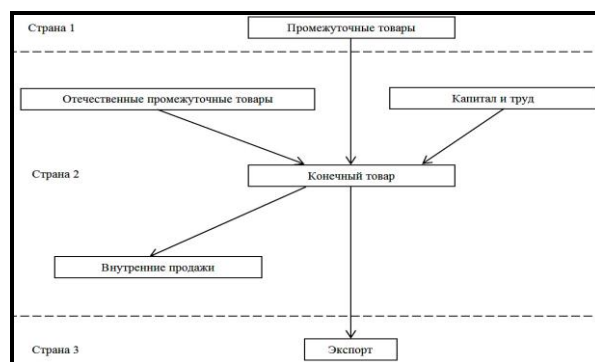 Страна 1
Промежуточные товары
Отечественные промежуточные товары
Капитал и труд
Страна 2
Конечный товар
Внутренние продажи
Страна 3
Экспорт